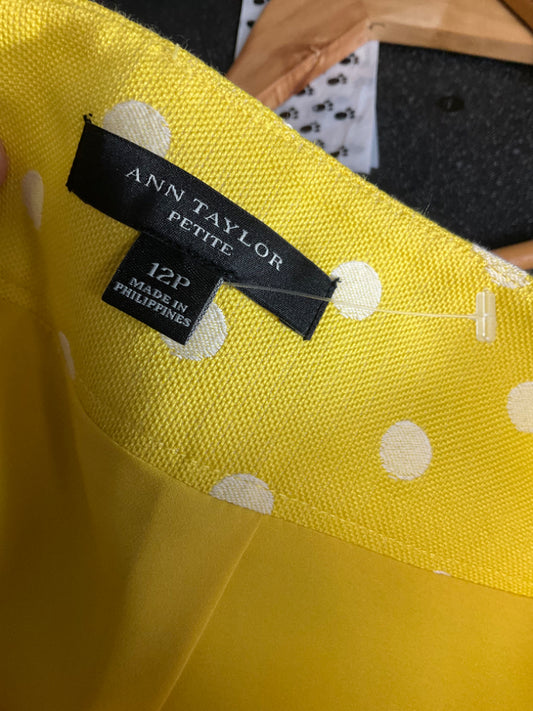 ANN TAYLOR
PETITE
12P
MADE IN
PHILIPPINES